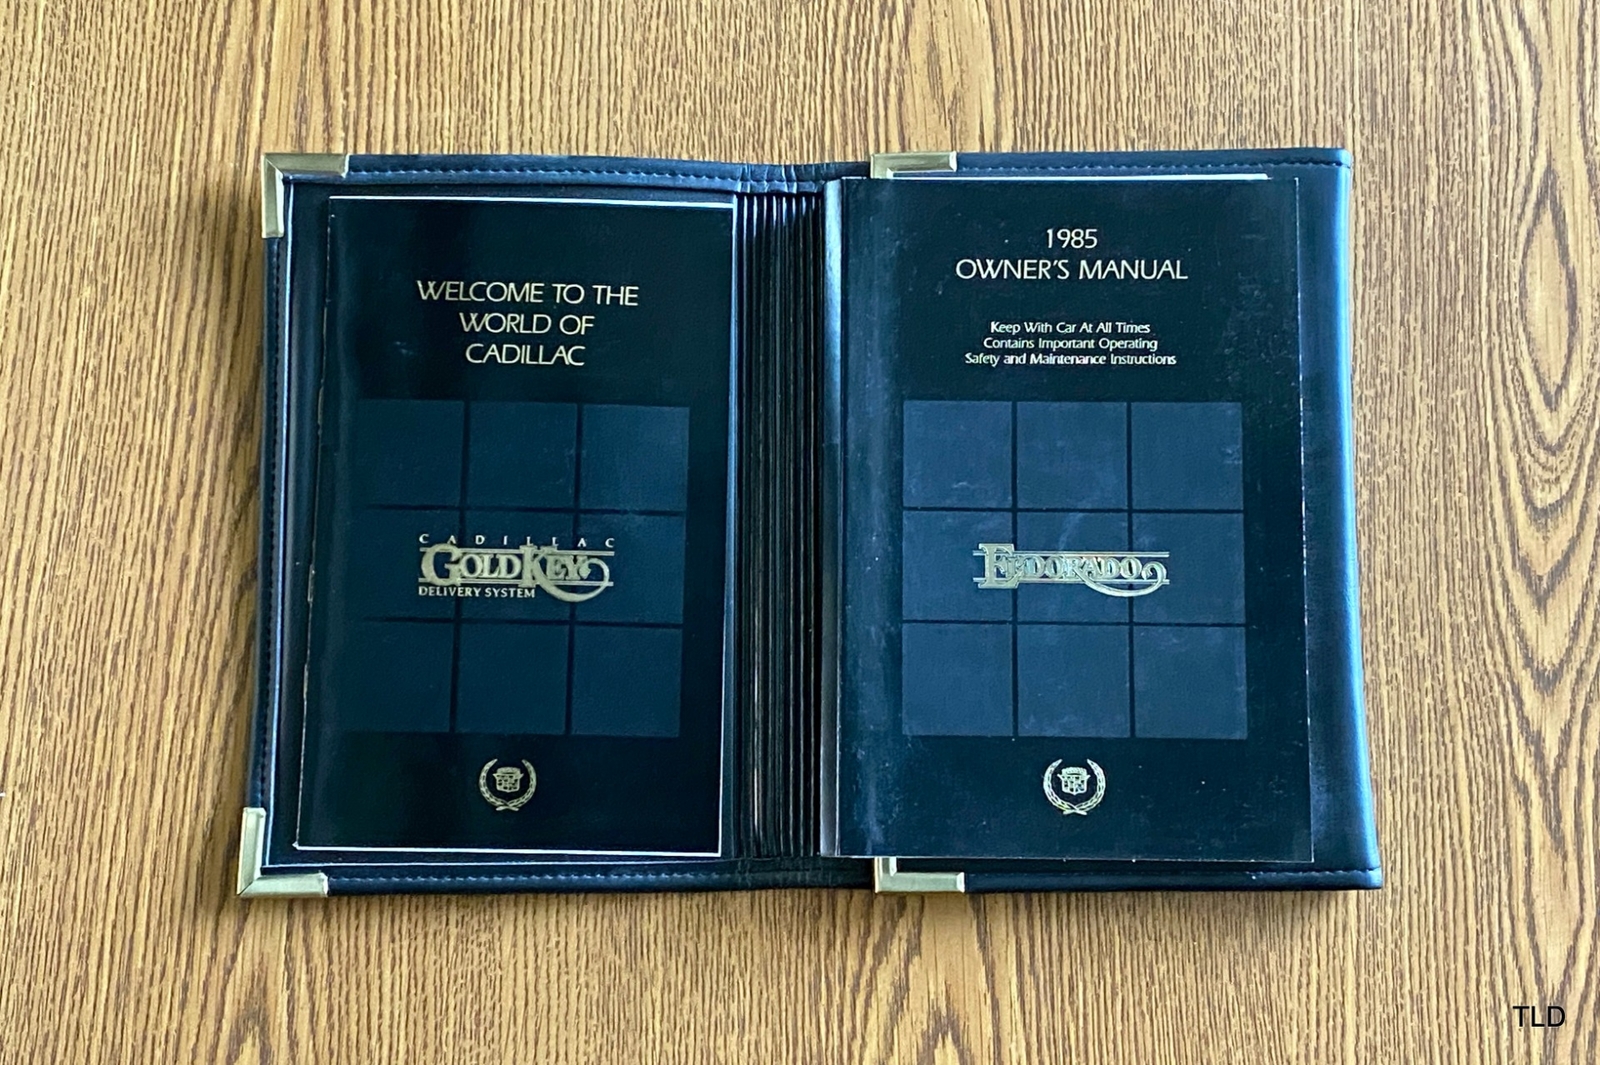 WELCOME TO THE
WORLD OF
CADILLAC
CADILLAC
GOLD KEY
DELIVERY SYSTEM
1985
OWNER'S MANUAL
Keep With Car At All Times
Contains Important Operating
Safety and Maintenance Instructions
ELDORADO
TLD